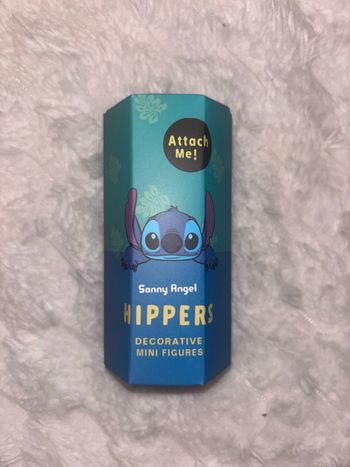 Attach
Me!
Sonny Angel
HIPPERS
DECORATIVE
MINI FIGURES